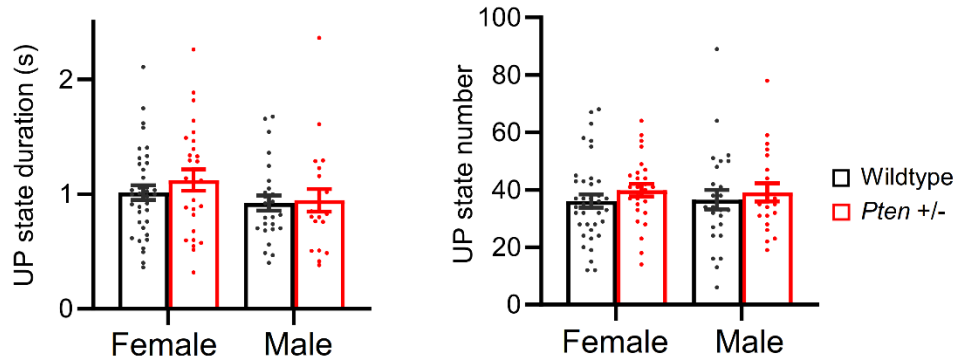 UP state duration (s)
2
1
0
Female Male
UP state number
100
80
60
40
20
0
Female Male
Wildtype
Pten +/-